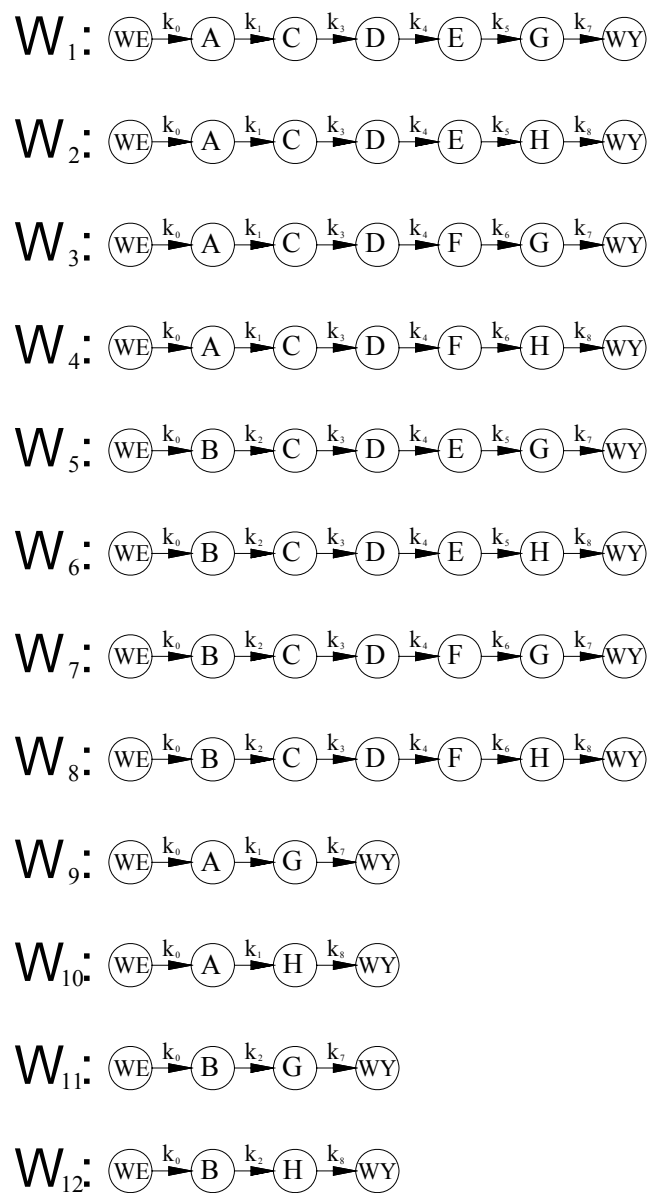 W₁: WE k₀ A k₁ C k₃ D k₄ E k₅ G k₇ WY
W₂: WE k₀ A k₁ C k₃ D k₄ E k₅ H k₈ WY
W₃: WE k₀ A k₁ C k₃ D k₄ F k₆ G k₇ WY
W₄: WE k₀ A k₁ C k₃ D k₄ F k₆ H k₈ WY
W₅: WE k₀ B k₂ C k₃ D k₄ E k₅ G k₇ WY
W₆: WE k₀ B k₂ C k₃ D k₄ E k₅ H k₈ WY
W₇: WE k₀ B k₂ C k₃ D k₄ F k₆ G k₇ WY
W₈: WE k₀ B k₂ C k₃ D k₄ F k₆ H k₈ WY
W₉: WE k₀ A k₁ G k₇ WY
W₁₀: WE k₀ A k₁ H k₈ WY
W₁₁: WE k₀ B k₂ G k₇ WY
W₁₂: WE k₀ B k₂ H k₈ WY